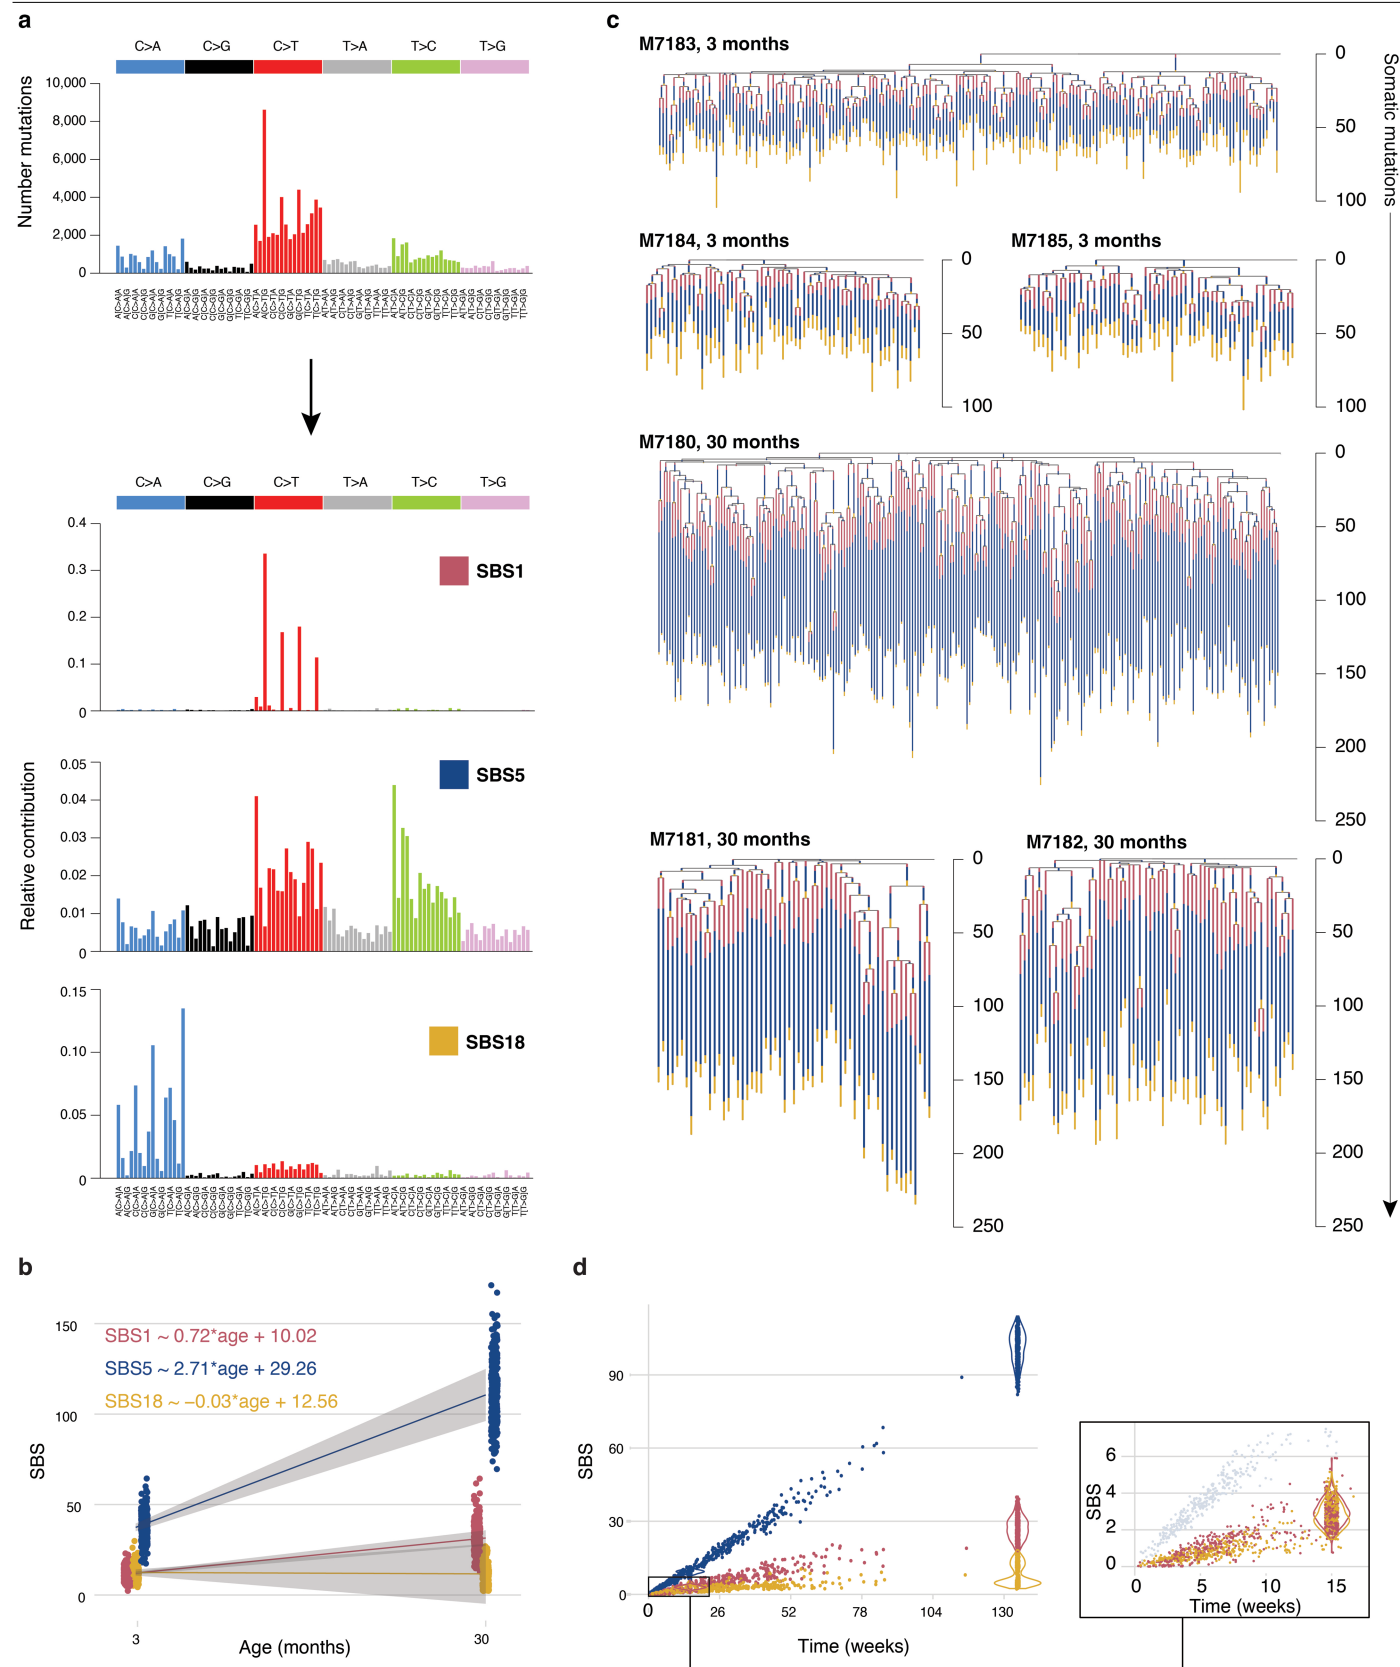 a
C>A C>G C>T T>A T>C T>G
Number mutations
10,000
8,000
6,000
4,000
2,000
0
C>A C>G C>T T>A T>C T>G
Relative contribution
0.4
0.3
0.2
0.1
0
SBS1
0.05
0.04
0.03
0.02
0.01
0
SBS5
0.15
0.10
0.05
0
SBS18
b
SBS
150
100
50
0
SBS1 ~ 0.72*age + 10.02
SBS5 ~ 2.71*age + 29.26
SBS18 ~ −0.03*age + 12.56
3 30
Age (months)
c
Somatic mutations
M7183, 3 months
0
50
100
M7184, 3 months
0
50
100
M7185, 3 months
0
50
100
M7180, 30 months
0
50
100
150
200
250
M7181, 30 months
0
50
100
150
200
250
M7182, 30 months
0
50
100
150
200
250
d
SBS
90
60
30
0
0 26 52 78 104 130
Time (weeks)
SBS
6
4
2
0
0 5 10 15
Time (weeks)